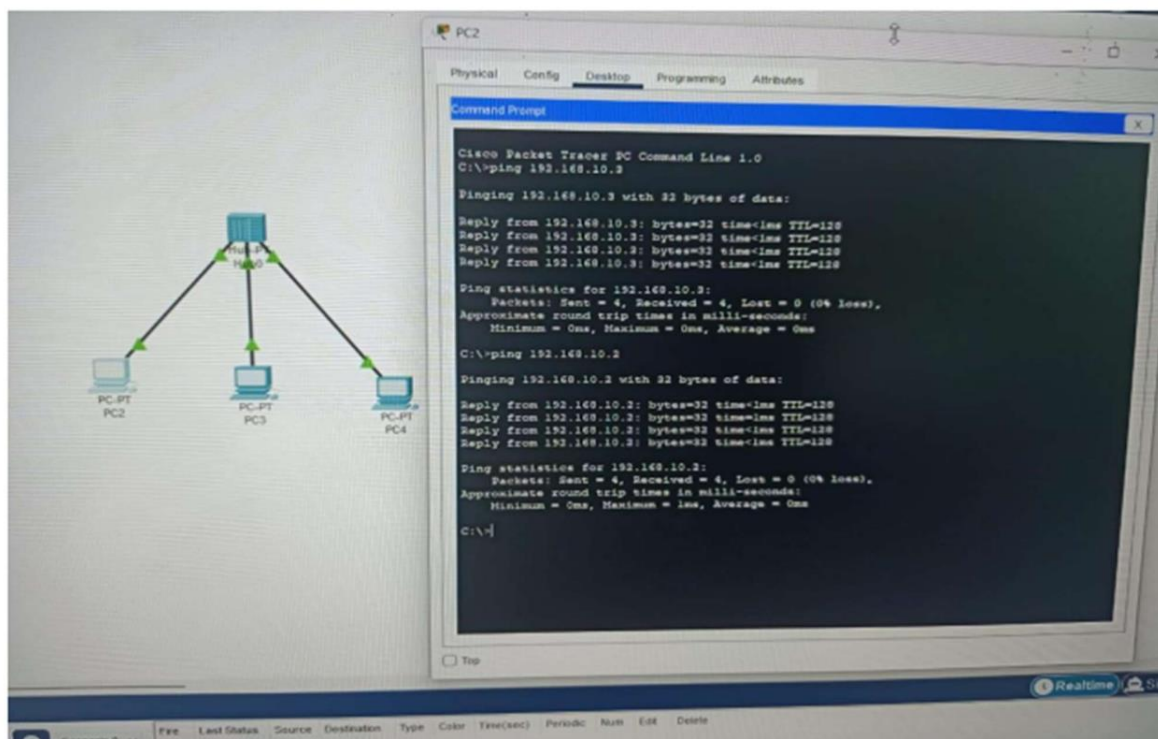 PC2
Physical Config Desktop Programming Attributes
Command Prompt
X
Cisco Packet Tracer PC Command Line 1.0
C:\>ping 192.168.10.3
Pinging 192.168.10.3 with 32 bytes of data:
Reply from 192.168.10.3: bytes=32 time<1ms TTL=128
Reply from 192.168.10.3: bytes=32 time<1ms TTL=128
Reply from 192.168.10.3: bytes=32 time<1ms TTL=128
Reply from 192.168.10.3: bytes=32 time<1ms TTL=128
Ping statistics for 192.168.10.3:
Packets: Sent = 4, Received = 4, Lost = 0 (0% loss),
Approximate round trip times in milli-seconds:
Minimum = 0ms, Maximum = 0ms, Average = 0ms
C:\>ping 192.168.10.2
Pinging 192.168.10.2 with 32 bytes of data:
Reply from 192.168.10.2: bytes=32 time<1ms TTL=128
Reply from 192.168.10.2: bytes=32 time=1ms TTL=128
Reply from 192.168.10.2: bytes=32 time<1ms TTL=128
Reply from 192.168.10.2: bytes=32 time<1ms TTL=128
Ping statistics for 192.168.10.2:
Packets: Sent = 4, Received = 4, Lost = 0 (0% loss),
Approximate round trip times in milli-seconds:
Minimum = 0ms, Maximum = 1ms, Average = 0ms
C:\>
PC-PT
PC2
PC-PT
PC3
PC-PT
PC4
Top
Realtime
Fire Last Status Source Destination Type Color Time(sec) Periodic Num Edit Delete